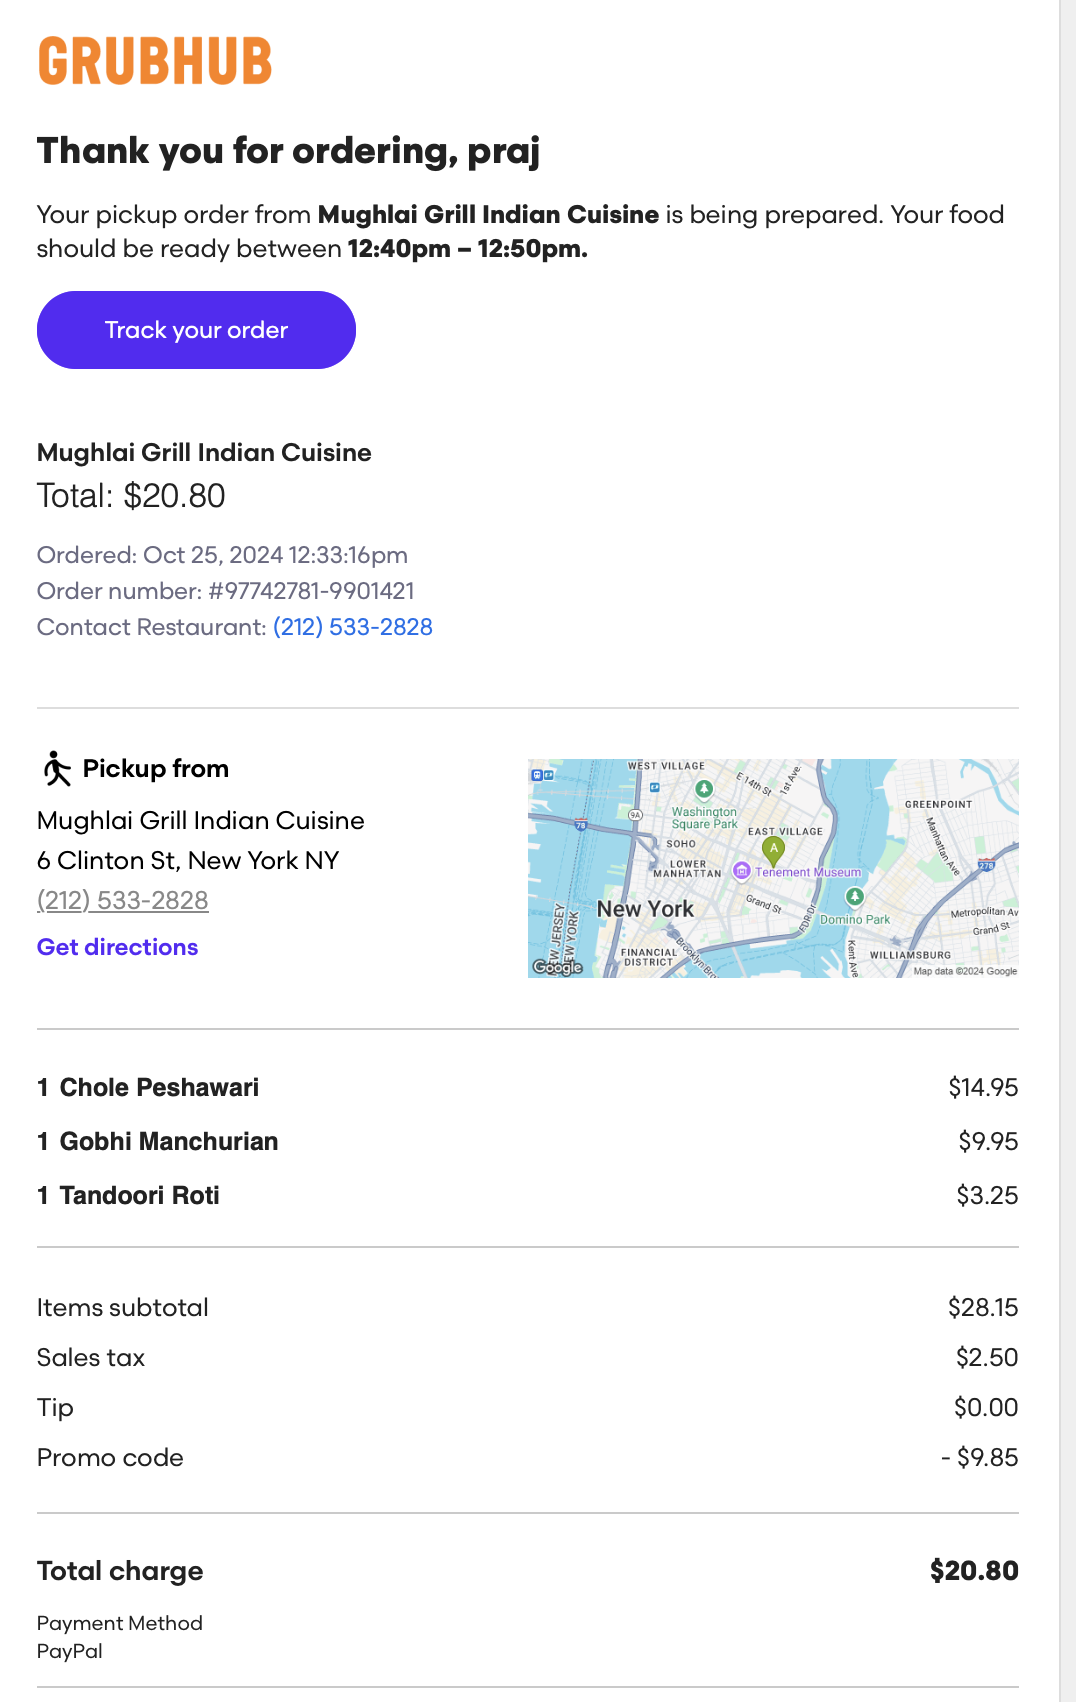 GRUBHUB
Thank you for ordering, praj
Your pickup order from Mughlai Grill Indian Cuisine is being prepared. Your food
should be ready between 12:40pm – 12:50pm.
Track your order
Mughlai Grill Indian Cuisine
Total: $20.80
Ordered: Oct 25, 2024 12:33:16pm
Order number: #97742781-9901421
Contact Restaurant: (212) 533-2828
Pickup from
Mughlai Grill Indian Cuisine
6 Clinton St, New York NY
(212) 533-2828
Get directions
WEST VILLAGE
E 14th St
1st Ave.
GREENPOINT
Washington
Square Park
9A
78
EAST VILLAGE
Manhattan Ave
SOHO
A
LOWER
MANHATTAN
Tenement Museum
278
Grand St
New York
FDR Dr
Domino Park
Metropolitan Av
Grand St
NEW JERSEY
NEW YORK
FINANCIAL
DISTRICT
Brooklyn Br
Kent Ave
WILLIAMSBURG
Google
Map data ©2024 Google
1 Chole Peshawari $14.95
1 Gobhi Manchurian $9.95
1 Tandoori Roti $3.25
Items subtotal $28.15
Sales tax $2.50
Tip $0.00
Promo code - $9.85
Total charge $20.80
Payment Method
PayPal